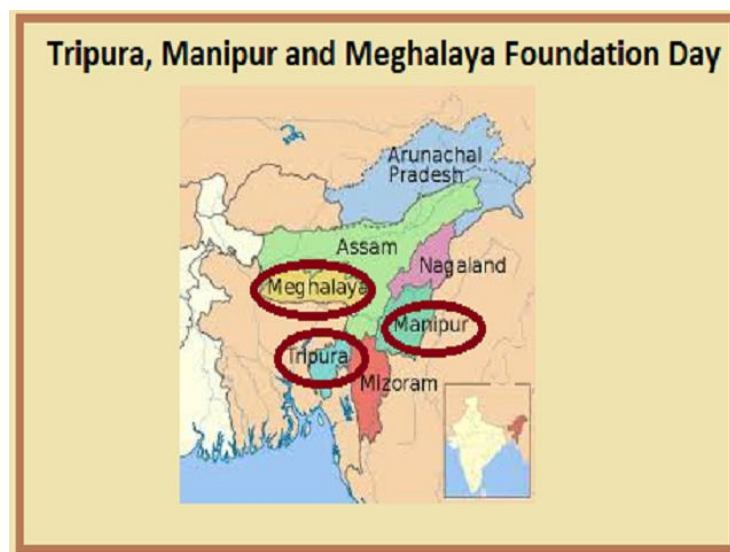 Tripura, Manipur and Meghalaya Foundation Day
Arunachal
Pradesh
Assam
Nagaland
Meghalaya
Manipur
Tripura
Mizoram